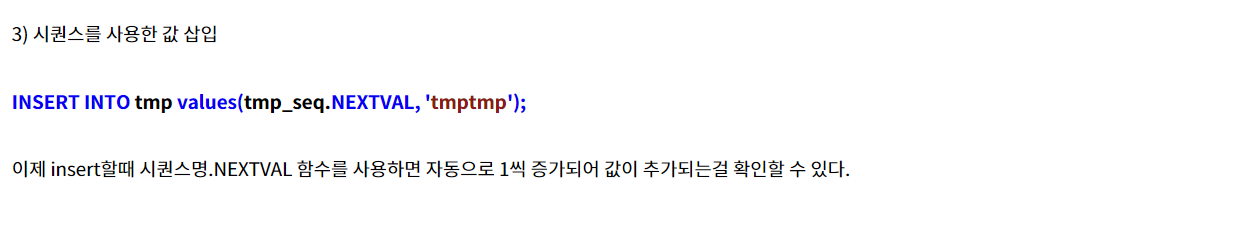 3) 시퀀스를 사용한 값 삽입
INSERT INTO tmp values(tmp_seq.NEXTVAL, 'tmptmp');
이제 insert할때 시퀀스명.NEXTVAL 함수를 사용하면 자동으로 1씩 증가되어 값이 추가되는걸 확인할 수 있다.